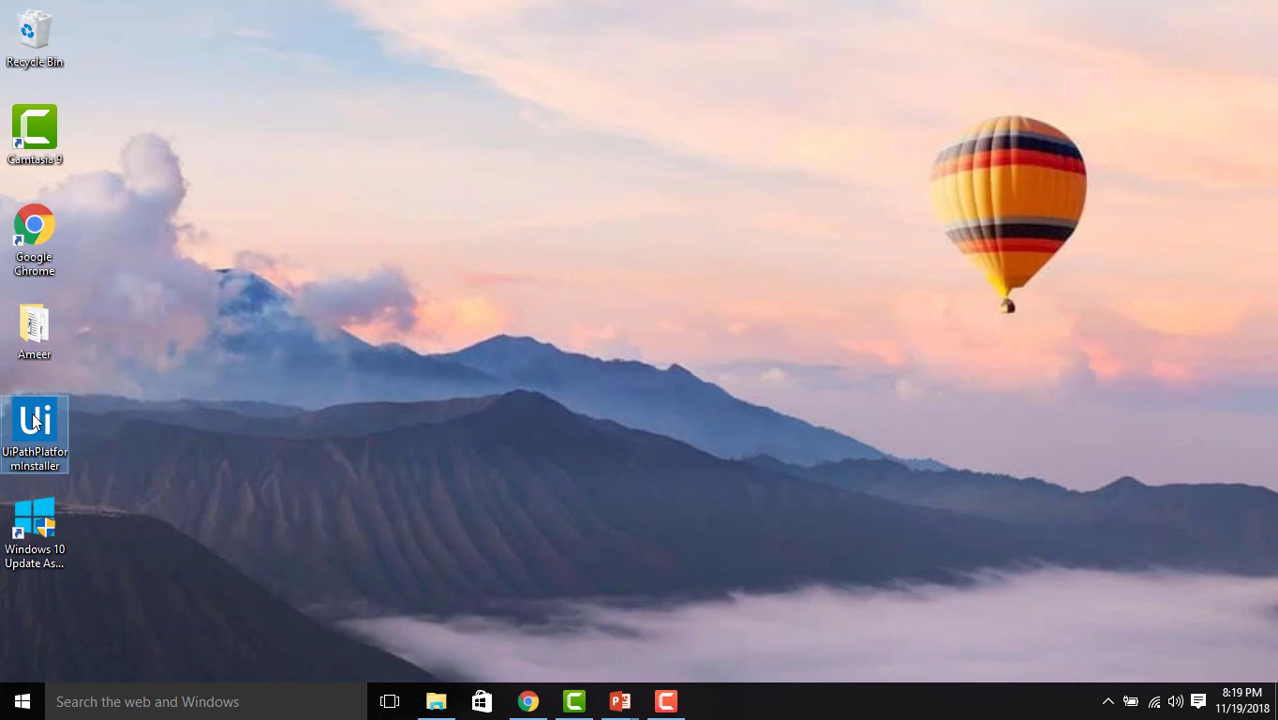 Recycle Bin
Camtasia 9
Google
Chrome
Ameer
Ui
UiPathPlatfor
mInstaller
Windows 10
Update As...
Search the web and Windows
8:19 PM
11/19/2018